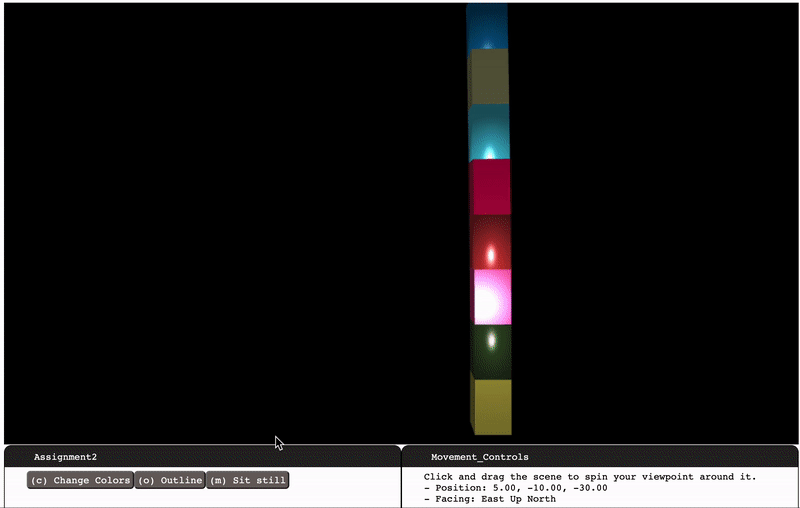 Assignment2
(c) Change Colors (o) Outline (m) Sit still
Movement_Controls
Click and drag the scene to spin your viewpoint around it.
- Position: 5.00, -10.00, -30.00
- Facing: East Up North